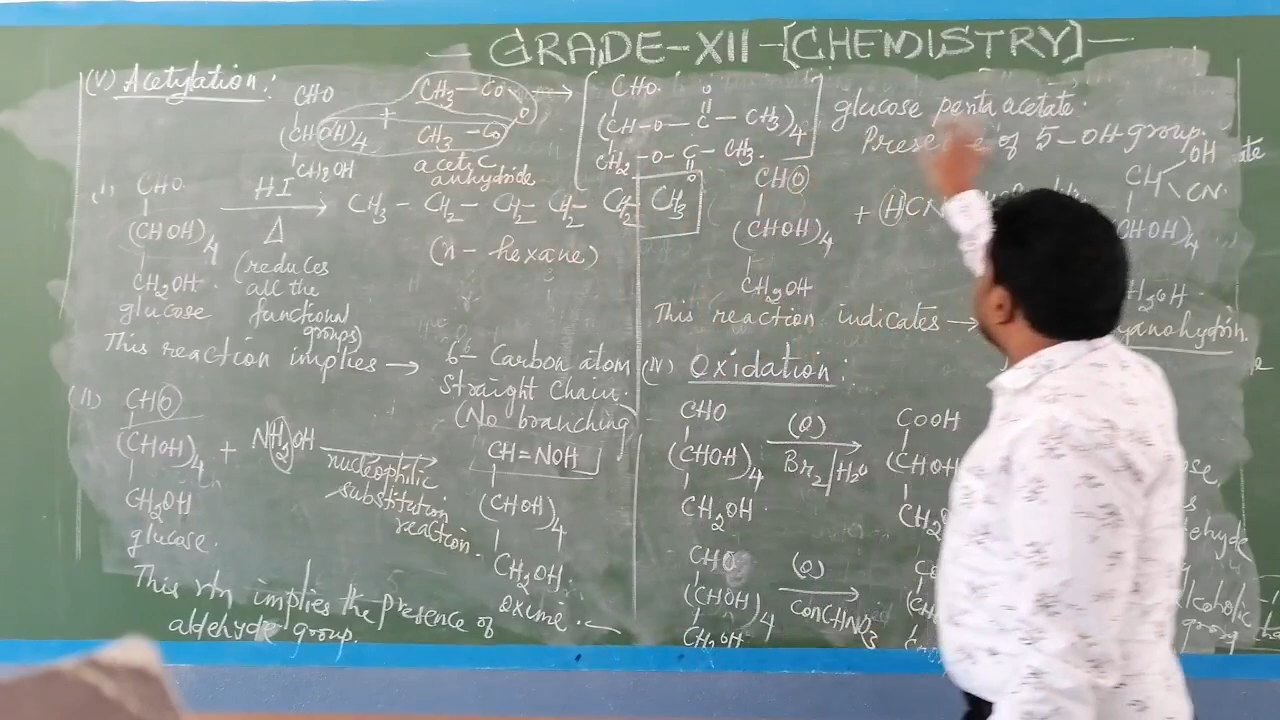 GRADE-XII-[CHEMISTRY]
(V) Acetylation:
CHO
(CHOH)4
CH2OH
+
CH3-CO
O
CH3-CO
acetic
anhydride
CHO
(CH-O-C-CH3)4
O
CH2-O-C-CH3
O
glucose penta acetate.
of 5-OH group.
(I) CHO
(CHOH)4
CH2OH
glucose
HI
Δ
(reduces
all the
functional
groups)
CH3-CH2-CH2-CH2-CH2-CH3
(n-hexane)
This reaction implies → 6-Carbon atom
Straight Chain.
(No branching)
(II) CHO
(CHOH)4
CH2OH
glucose.
+ NH2OH
nucleophilic
substitution
reaction.
CH=NOH
(CHOH)4
CH2OH.
Oxime.
This rxn implies the presence of
aldehyde group.
CHO
(CHOH)4
CH2OH
+ HCN
CH
OH
CN
CHOH)4
This reaction indicates →
yanohydrin.
(IV) Oxidation:
CHO
(CHOH)4
CH2OH
(O)
Br2/H2O
COOH
(CHOH
CHO
(CHOH)4
CH2OH
(O)
conc HNO3
group